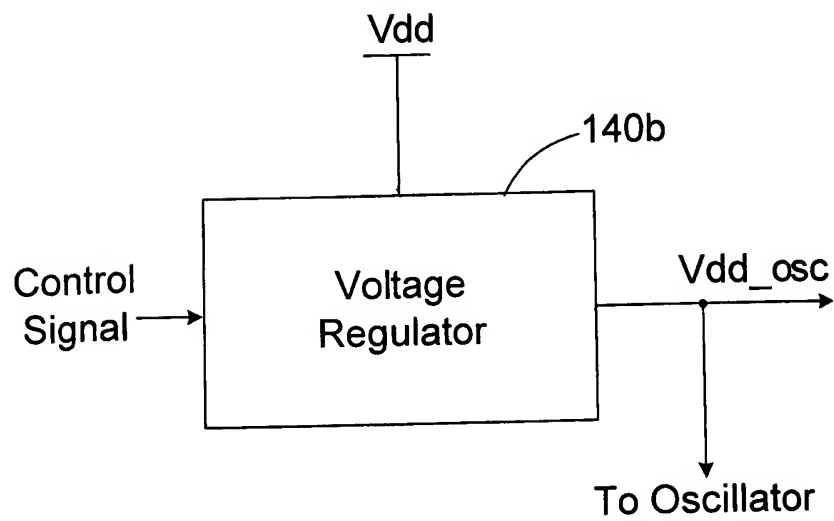 Vdd
140b
Control
Signal
Voltage
Regulator
Vdd_osc
To Oscillator